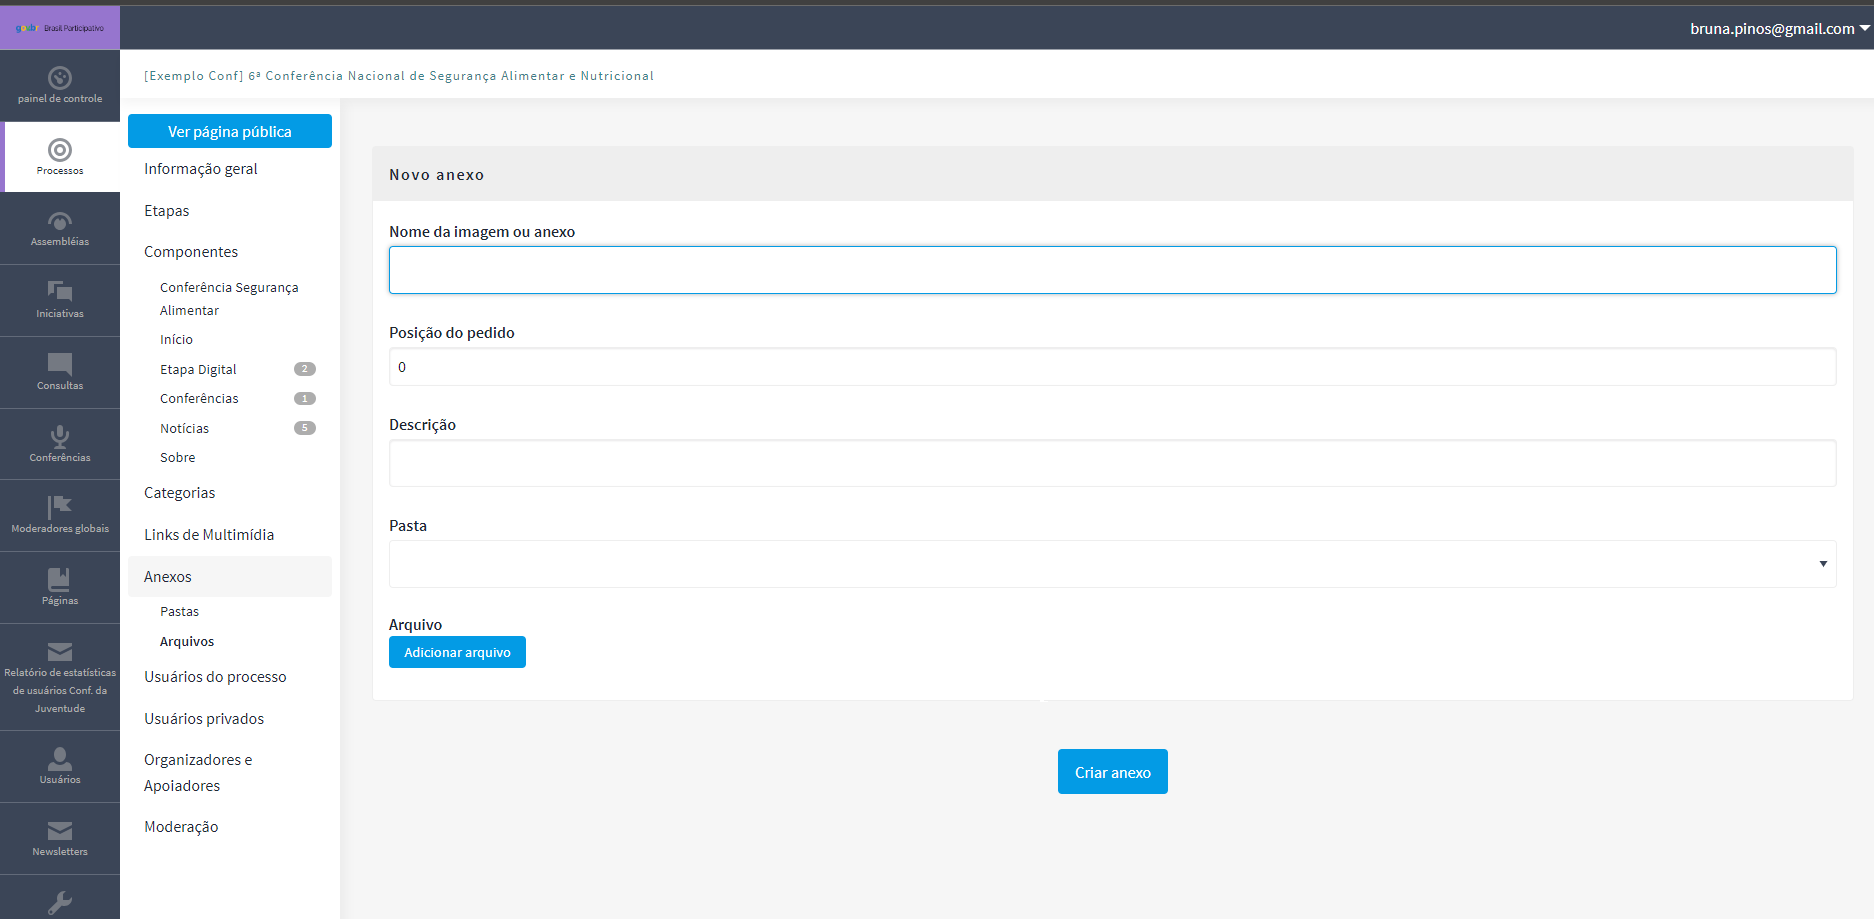 gov.br Brasil Participativo
bruna.pinos@gmail.com
painel de controle
Processos
Assembléias
Iniciativas
Consultas
Conferências
Moderadores globais
Páginas
Relatório de estatísticas
de usuários Conf. da
Juventude
Usuários
Newsletters
[Exemplo Conf] 6ª Conferência Nacional de Segurança Alimentar e Nutricional
Ver página pública
Informação geral
Etapas
Componentes
Conferência Segurança
Alimentar
Início
Etapa Digital 2
Conferências 1
Notícias 5
Sobre
Categorias
Links de Multimídia
Anexos
Pastas
Arquivos
Usuários do processo
Usuários privados
Organizadores e
Apoiadores
Moderação
Novo anexo
Nome da imagem ou anexo
Posição do pedido
0
Descrição
Pasta
Arquivo
Adicionar arquivo
Criar anexo